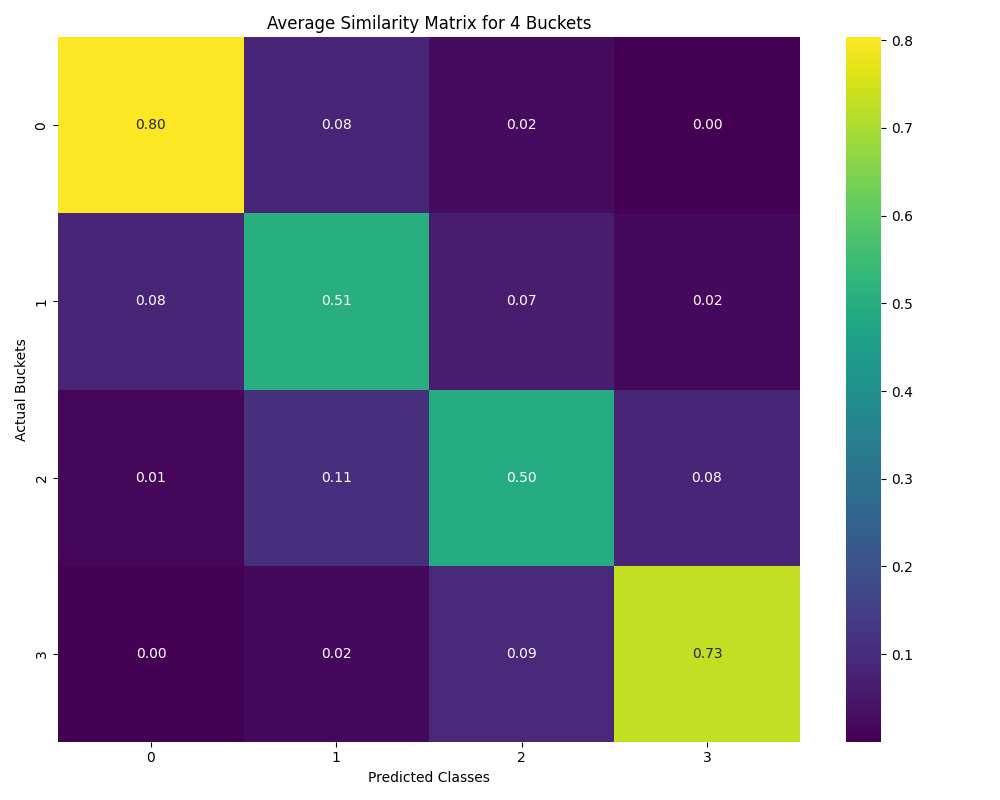 Average Similarity Matrix for 4 Buckets
0.8
0 0.80 0.08 0.02 0.00
0.7
0.6
1 0.08 0.51 0.07 0.02
0.5
Actual Buckets
0.4
2 0.01 0.11 0.50 0.08
0.3
0.2
3 0.00 0.02 0.09 0.73
0.1
0 1 2 3
Predicted Classes